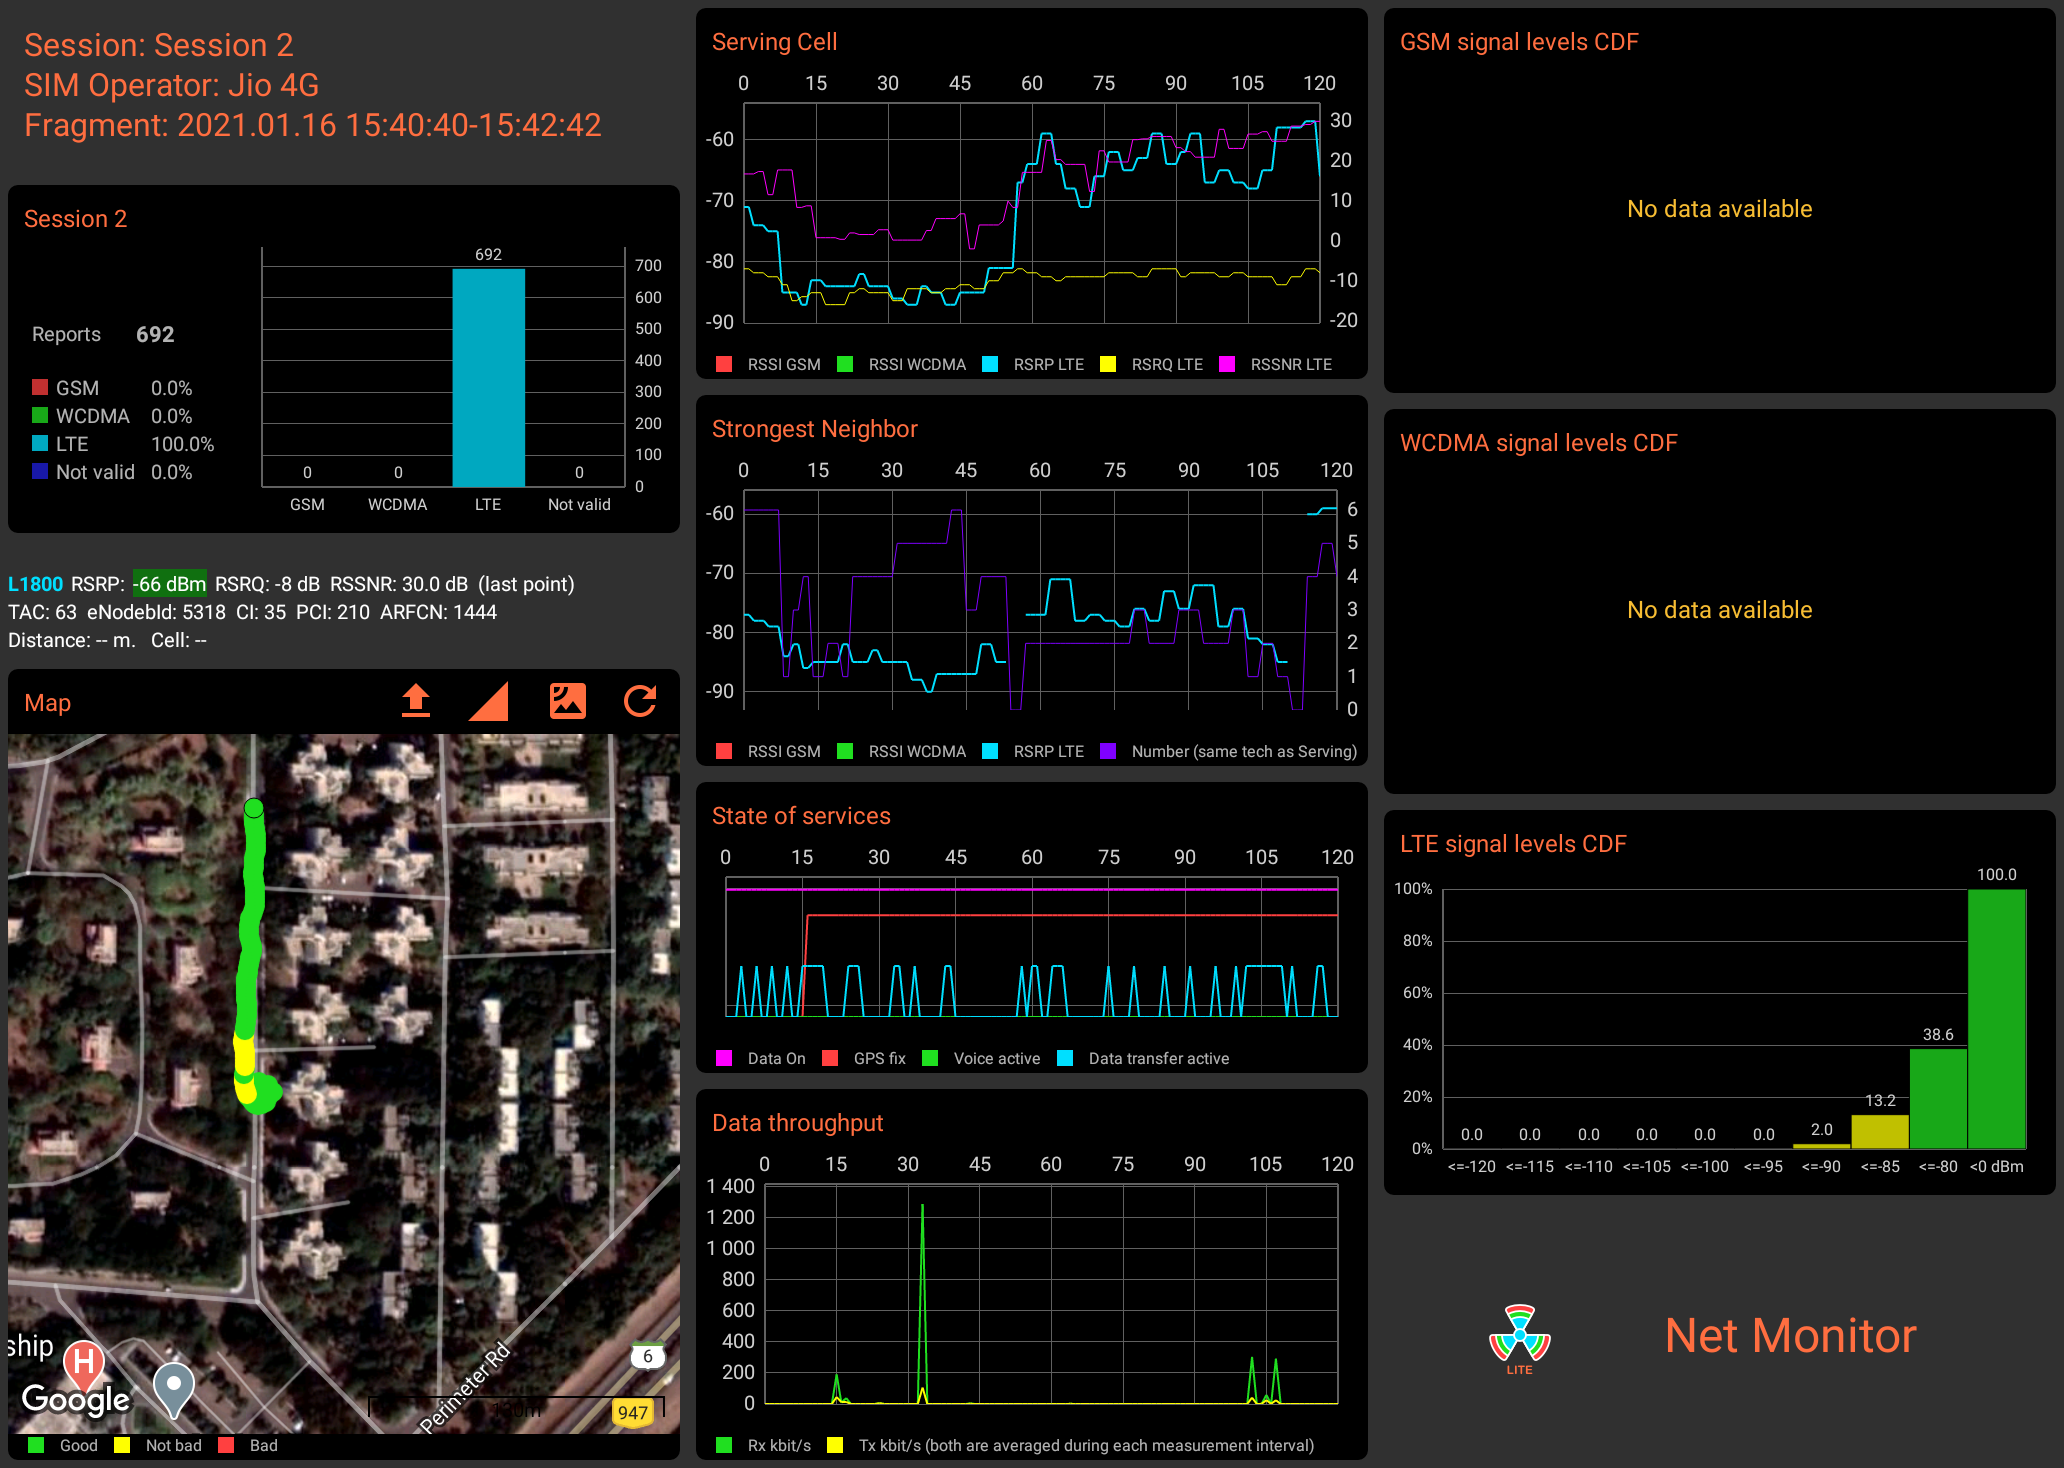 Session: Session 2
SIM Operator: Jio 4G
Fragment: 2021.01.16 15:40:40-15:42:42
Session 2
692
700
600
500
400
300
200
100
0
Reports 692
GSM 0.0%
WCDMA 0.0%
LTE 100.0%
Not valid 0.0%
0 0 0
GSM WCDMA LTE Not valid
L1800 RSRP: -66 dBm RSRQ: -8 dB RSSNR: 30.0 dB (last point)
TAC: 63 eNodebId: 5318 CI: 35 PCI: 210 ARFCN: 1444
Distance: -- m. Cell: --
Map
ship
H
Google
Perimeter Rd
6
947
Good Not bad Bad
Serving Cell
0 15 30 45 60 75 90 105 120
-60
-70
-80
-90
30
20
10
0
-10
-20
RSSI GSM RSSI WCDMA RSRP LTE RSRQ LTE RSSNR LTE
Strongest Neighbor
0 15 30 45 60 75 90 105 120
-60
-70
-80
-90
6
5
4
3
2
1
0
RSSI GSM RSSI WCDMA RSRP LTE Number (same tech as Serving)
State of services
0 15 30 45 60 75 90 105 120
Data On GPS fix Voice active Data transfer active
Data throughput
0 15 30 45 60 75 90 105 120
1 400
1 200
1 000
800
600
400
200
0
Rx kbit/s Tx kbit/s (both are averaged during each measurement interval)
GSM signal levels CDF
No data available
WCDMA signal levels CDF
No data available
LTE signal levels CDF
100%
80%
60%
40%
20%
0%
0.0 0.0 0.0 0.0 0.0 0.0 2.0 13.2 38.6 100.0
<=-120 <=-115 <=-110 <=-105 <=-100 <=-95 <=-90 <=-85 <=-80 <0 dBm
LITE
Net Monitor